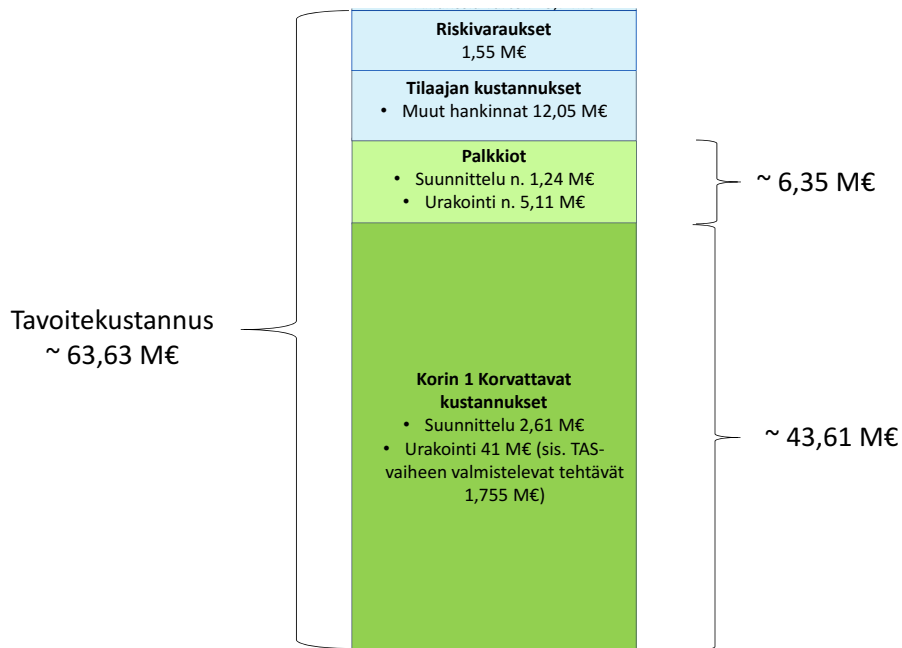 Riskivaraukset
1,55 M€
Tilaajan kustannukset
• Muut hankinnat 12,05 M€
Palkkiot
• Suunnittelu n. 1,24 M€
• Urakointi n. 5,11 M€
~ 6,35 M€
Tavoitekustannus
~ 63,63 M€
Korin 1 Korvattavat
kustannukset
• Suunnittelu 2,61 M€
• Urakointi 41 M€ (sis. TAS-
vaiheen valmistelevat tehtävät
1,755 M€)
~ 43,61 M€